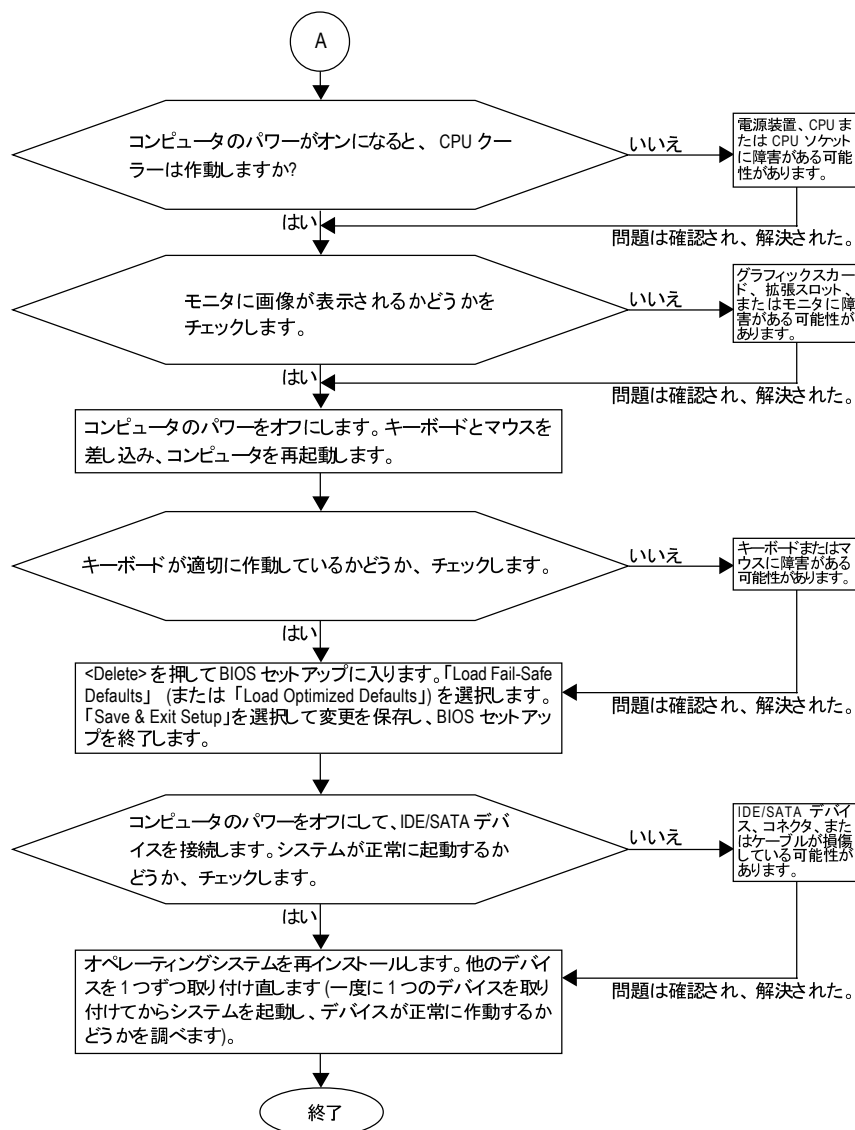 A
コンピュータのパワーがオンになると、 CPU クー
ラーは作動しますか?
いいえ
電源装置、CPU ま
たは CPU ソケット
に障害がある可能
性があります。
はい
問題は確認され、解決された。
モニタに画像が表示されるかどうかを
チェックします。
いいえ
グラフィックスカー
ド、拡張スロット、
またはモニタに障
害がある可能性が
あります。
はい
問題は確認され、解決された。
コンピュータのパワーをオフにします。キーボードとマウスを
差し込み、コンピュータを再起動します。
キーボードが適切に作動しているかどうか、チェックします。
いいえ
キーボードまたはマ
ウスに障害がある
可能性があります。
はい
<Delete> を押して BIOS セットアップに入ります。「Load Fail-Safe
Defaults」 (または 「Load Optimized Defaults」) を選択します。
「Save & Exit Setup」を選択して変更を保存し、BIOS セットアッ
プを終了します。
問題は確認され、解決された。
コンピュータのパワーをオフにして、IDE/SATA デバ
イスを接続します。システムが正常に起動するか
どうか、チェックします。
いいえ
IDE/SATA デバイ
ス、コネクタ、また
はケーブルが損傷
している可能性が
あります。
はい
オペレーティングシステムを再インストールします。他のデバイ
スを 1 つずつ取り付け直します (一度に 1 つのデバイスを取り
付けてからシステムを起動し、デバイスが正常に作動するか
どうかを調べます)。
問題は確認され、解決された。
終了